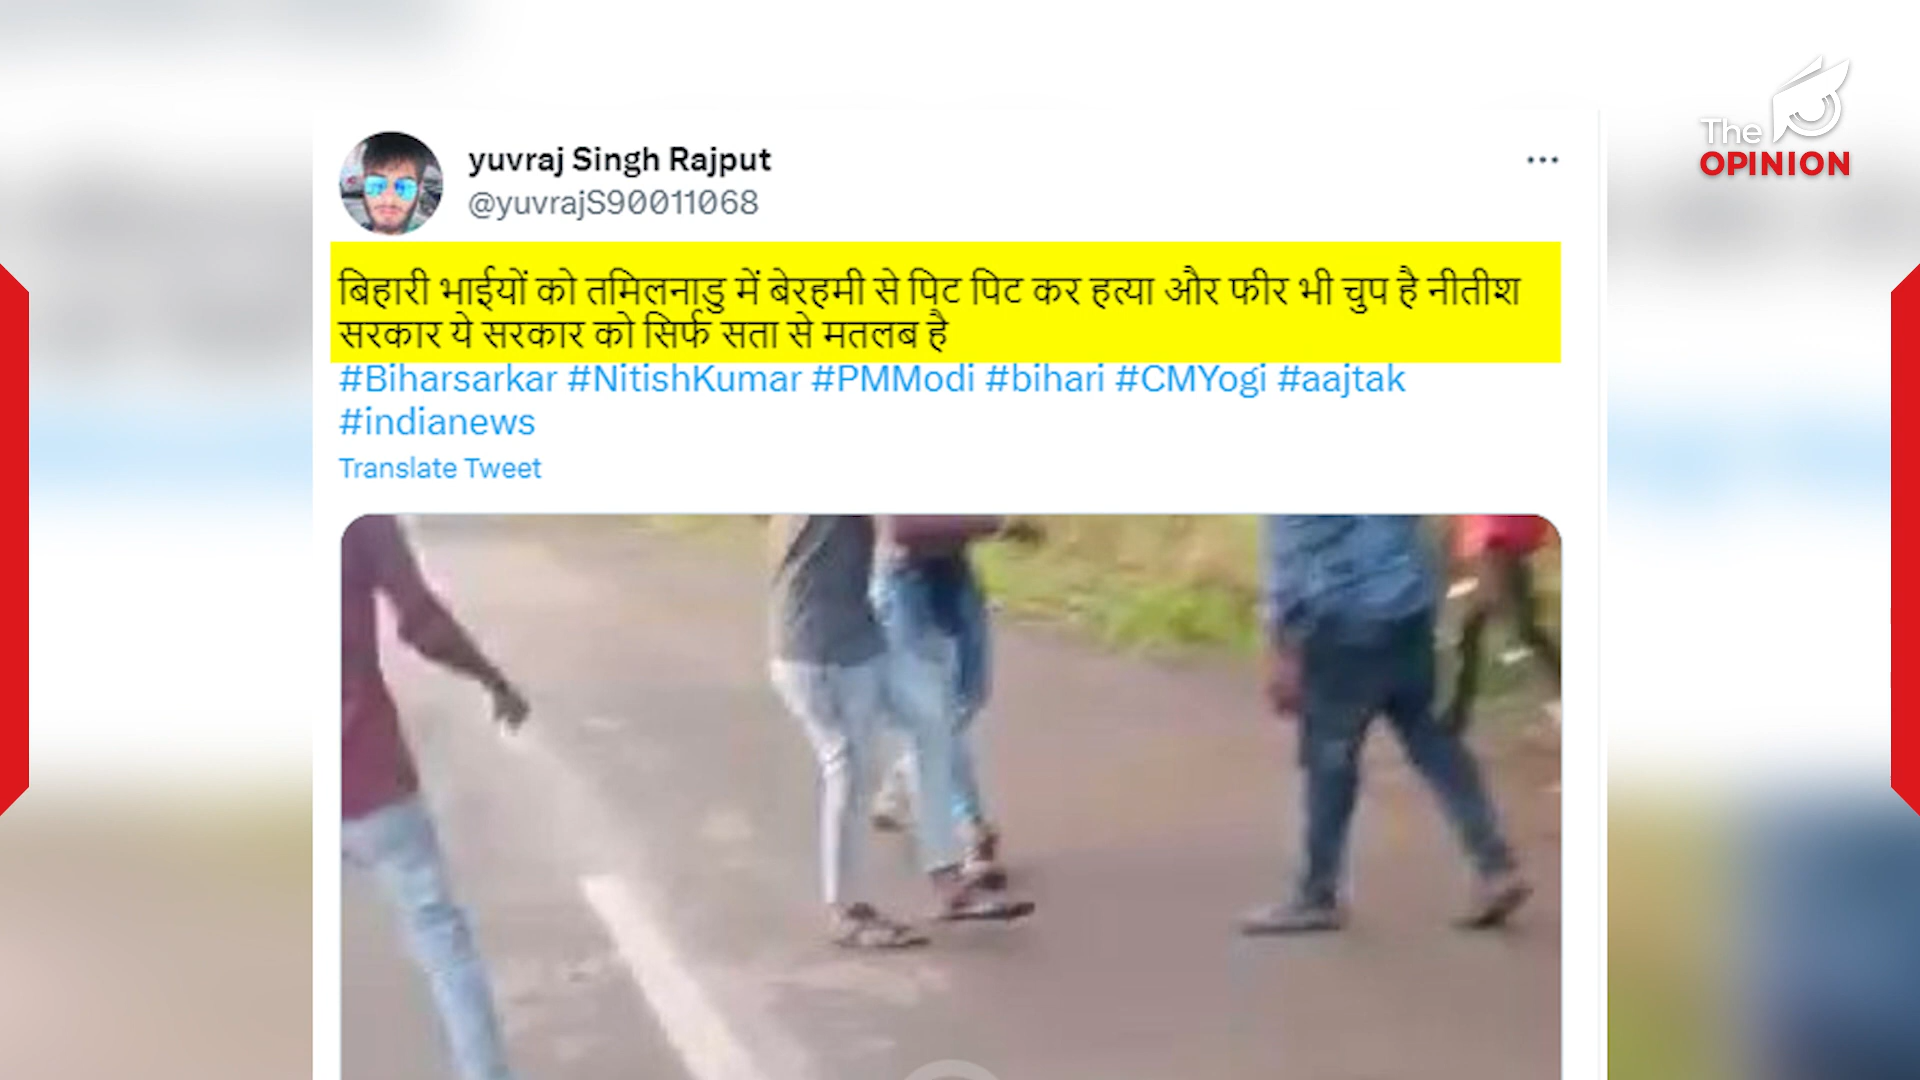 The
OPINION
yuvraj Singh Rajput
@yuvrajS90011068
बिहारी भाईयों को तमिलनाडु में बेरहमी से पिट पिट कर हत्या और फीर भी चुप है नीतीश
सरकार ये सरकार को सिर्फ सता से मतलब है
#Biharsarkar #NitishKumar #PMModi #bihari #CMYogi #aajtak
#indianews
Translate Tweet